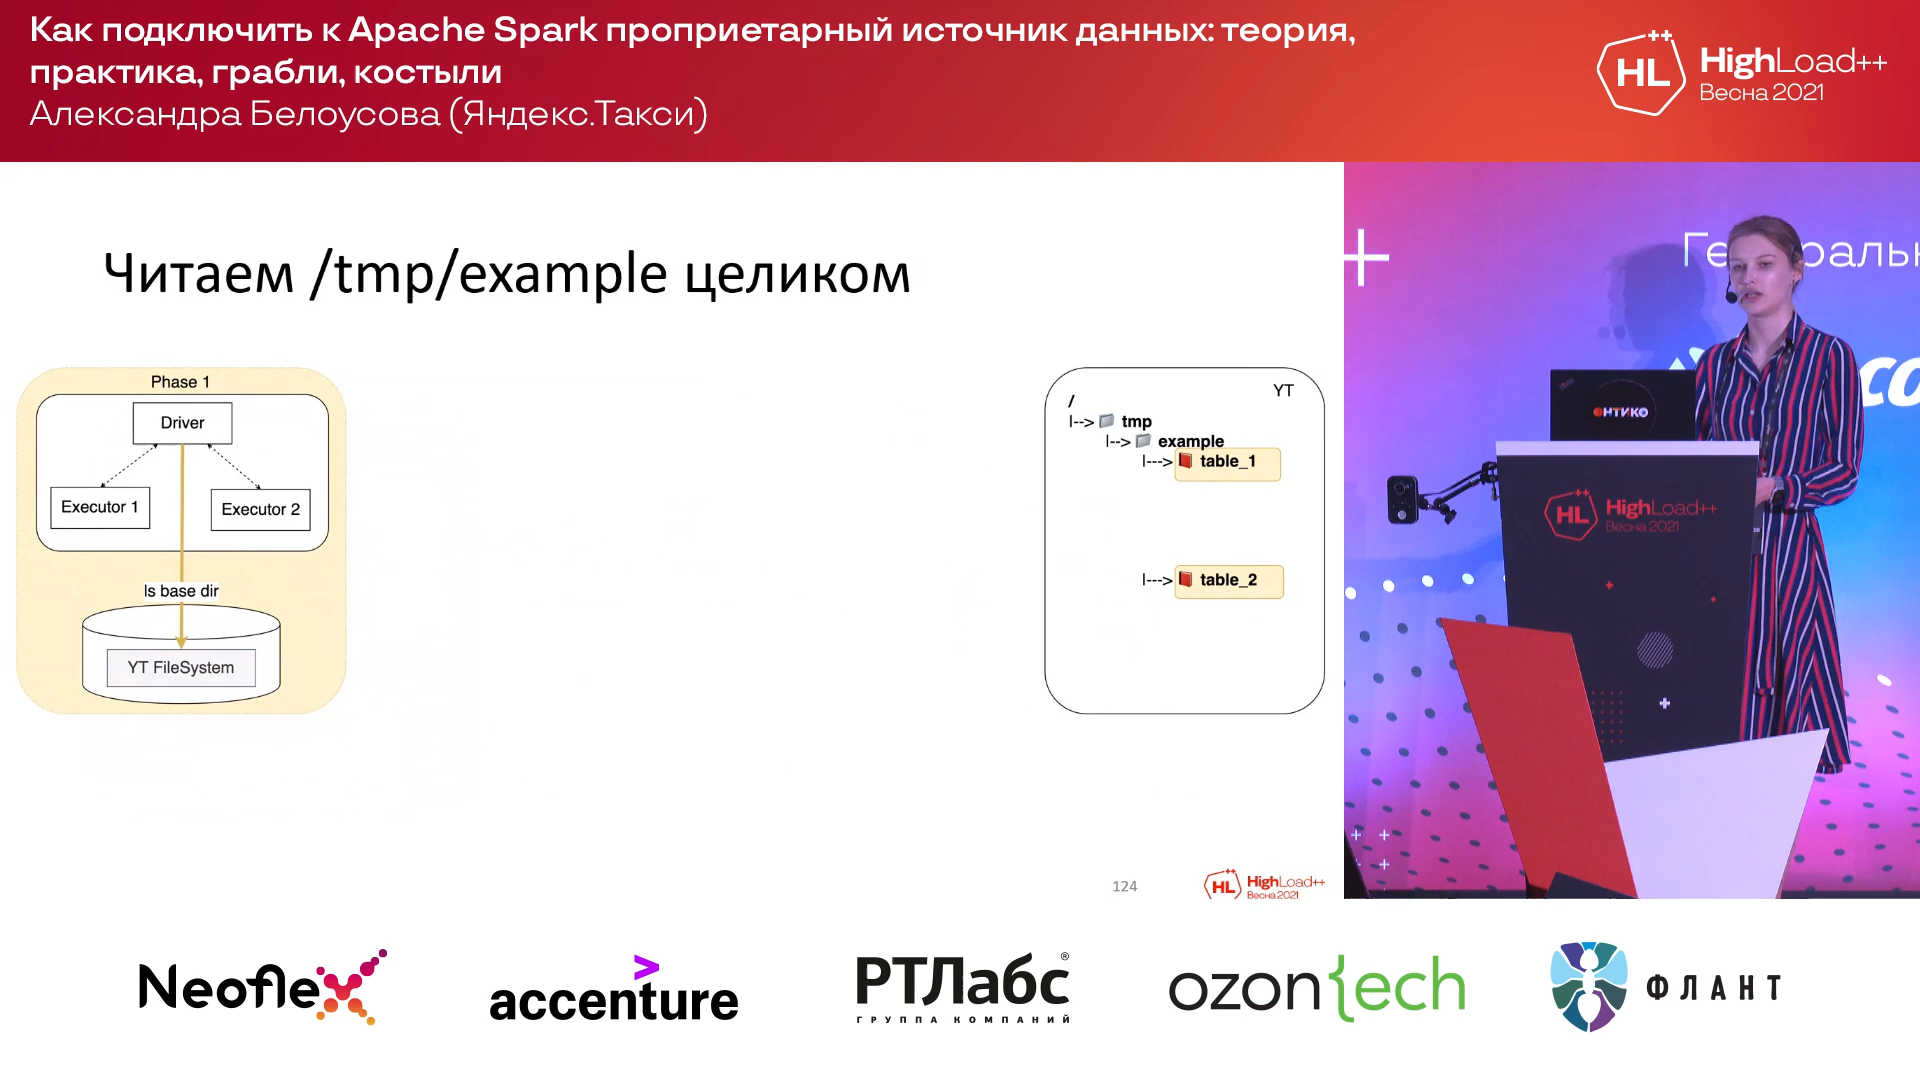 Как подключить к Apache Spark проприетарный источник данных: теория,
практика, грабли, костыли
Александра Белоусова (Яндекс.Такси)
HL
HighLoad++
Весна 2021
Читаем /tmp/example целиком
Phase 1
Driver
Executor 1
Executor 2
ls base dir
YT FileSystem
YT
/
|--> tmp
|--> example
|---> table_1
|---> table_2
124
HL
HighLoad++
Весна 2021
ОНТИКО
HL
HighLoad++
Весна 2021
Neoflex
accenture
РТЛабс
ГРУППА КОМПАНИЙ
ozon{ech
ФЛАНТ